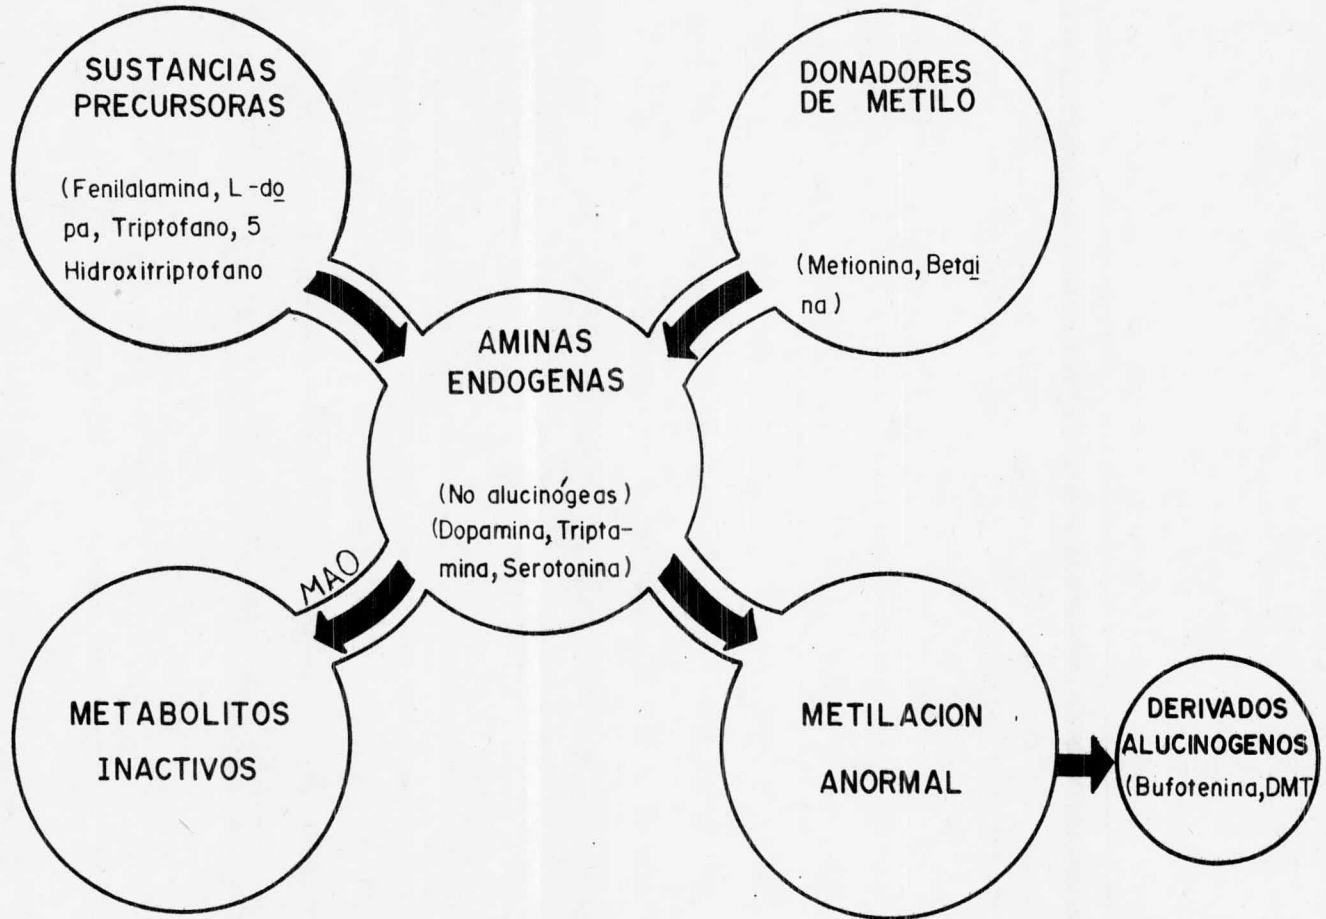 SUSTANCIAS
PRECURSORAS
(Fenilalamina, L-do
pa, Triptofano, 5
Hidroxitriptofano
DONADORES
DE METILO
(Metionina, Betai
na)
AMINAS
ENDOGENAS
(No alucinógeas)
(Dopamina, Tripta-
mina, Serotonina)
MAO
METABOLITOS
INACTIVOS
METILACION
ANORMAL
DERIVADOS
ALUCINOGENOS
(Bufotenina, DMT